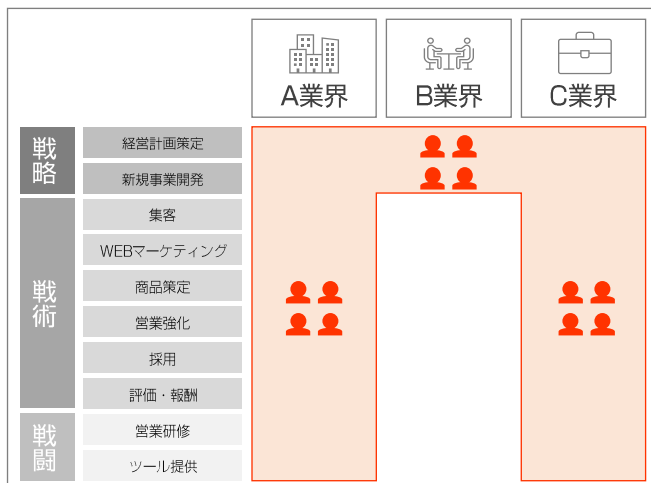 A業界
B業界
C業界
戦略
経営計画策定
新規事業開発
戦術
集客
WEBマーケティング
商品策定
営業強化
採用
評価・報酬
戦闘
営業研修
ツール提供